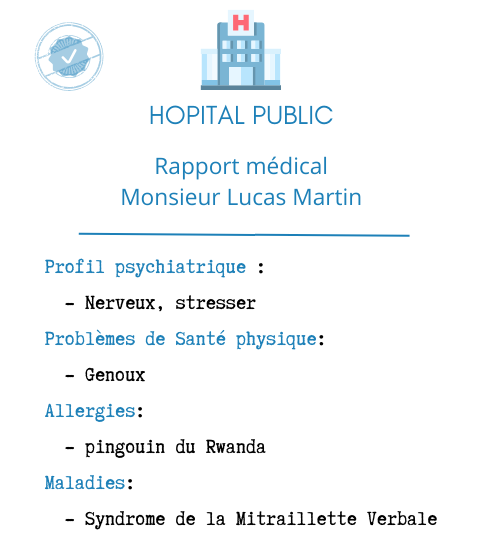 H
HOPITAL PUBLIC
Rapport médical
Monsieur Lucas Martin
Profil psychiatrique :
- Nerveux, stresser
Problèmes de Santé physique:
- Genoux
Allergies:
- pingouin du Rwanda
Maladies:
- Syndrome de la Mitraillette Verbale